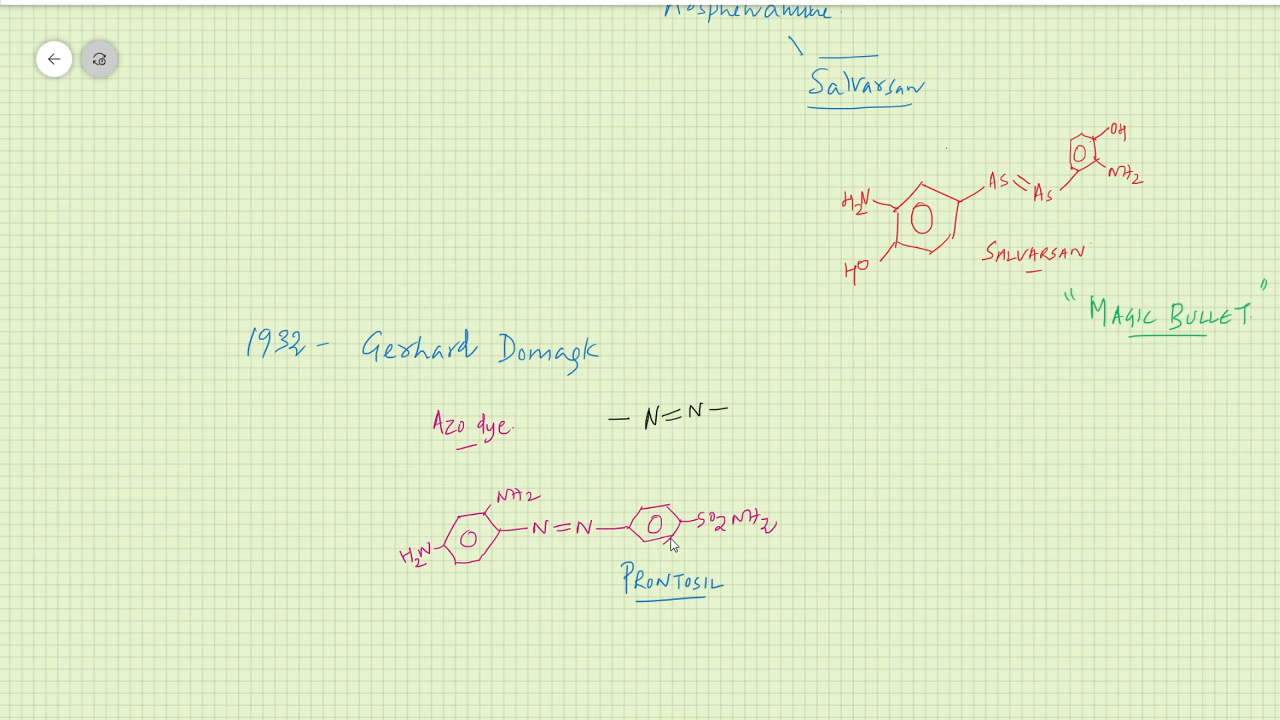 Salvarsan
OH
NH2
As = As
H2N
HO
SALVARSAN
"MAGIC BULLET"
1932 - Gerhard Domagk
Azo dye.
- N=N -
NH2
H2N
N=N
SO2NH2
PRONTOSIL